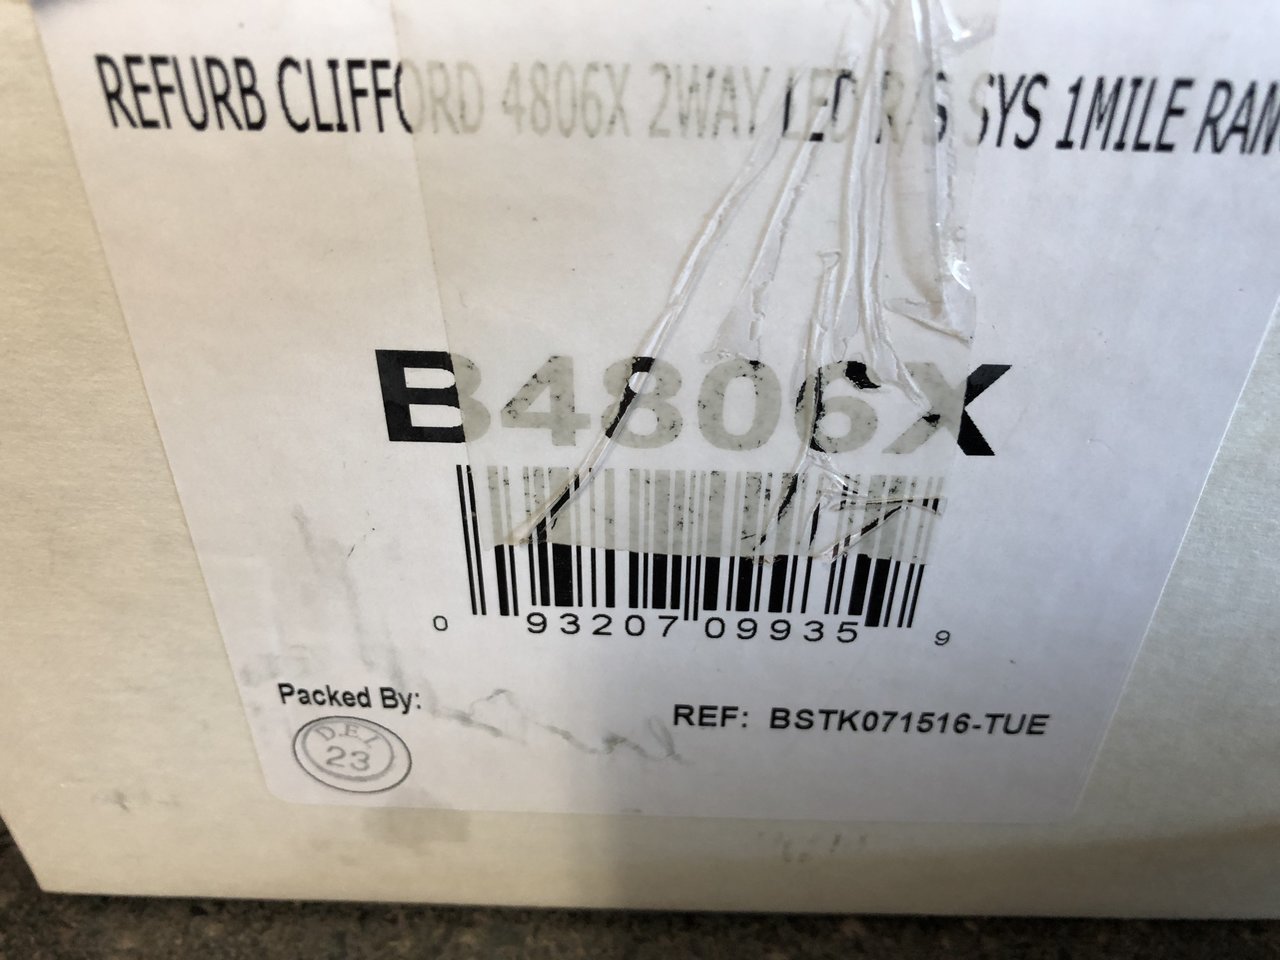 REFURB CLIFFORD 4806X 2WAY LED R/S SYS 1MILE RAN
B4806X
0 93207 09935 9
Packed By:
D.E.I
23
REF: BSTK071516-TUE